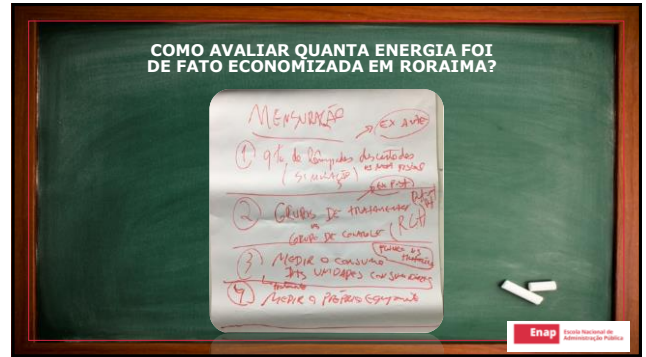 COMO AVALIAR QUANTA ENERGIA FOI
DE FATO ECONOMIZADA EM RORAIMA?
MENSURAÇÃO
EX ANTE
1 9% de lâmpadas descartadas
(SIMULAÇÃO)
2 GRUPOS DE TRATAMENTO
GRUPO DE CONTROLE
3 MEDIR O CONSUMO
DAS UNIDADES CONSUMIDORAS
4 MEDIR O PRÓPRIO EQUIPAMENTO
Enap
Escola Nacional de
Administração Pública